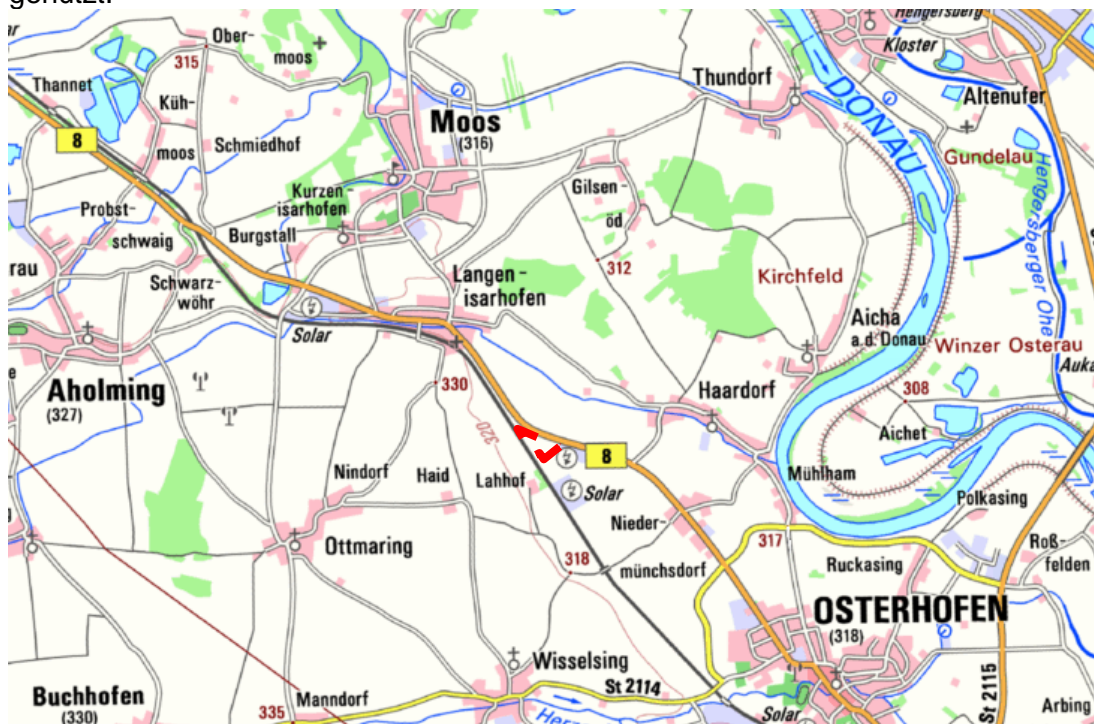 genutzt.
Ober-
moos
315
Thannet
Küh-
moos
8
Schmiedhof
Moos
(316)
Thundorf
Hengersberg
Kloster
Altenufer
DONAU
Gundelau
Hengersberger Ohe
Kurzen-
isarhofen
Gilsen-
öd
Probst-
schwaig
Burgstall
312
Kirchfeld
rau
Schwarz-
wöhr
Langen-
isarhofen
Solar
Aicha
a.d. Donau
Winzer Osterau
Auka
Aholming
(327)
330
Haardorf
308
Aichet
320
8
Nindorf
Haid
Lahhof
Solar
Mühlham
Polkasing
Ottmaring
Nieder-
münchsdorf
317
Roß-
felden
318
Ruckasing
OSTERHOFEN
(318)
Wisselsing
St 2114
St 2115
Buchhofen
(330)
335
Manndorf
Solar
Arbing